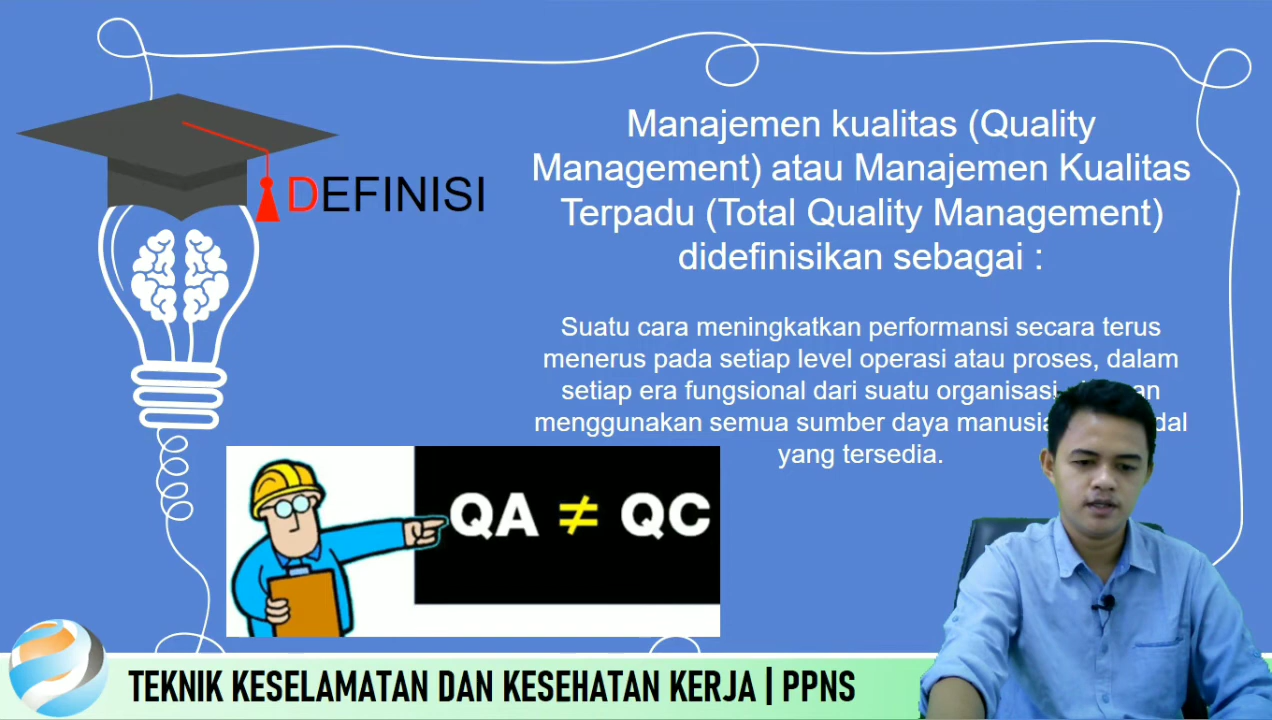 DEFINISI
Manajemen kualitas (Quality
Management) atau Manajemen Kualitas
Terpadu (Total Quality Management)
didefinisikan sebagai :
Suatu cara meningkatkan performansi secara terus
menerus pada setiap level operasi atau proses, dalam
setiap era fungsional dari suatu organisasi,
menggunakan semua sumber daya manusia
yang tersedia.
QA ≠ QC
TEKNIK KESELAMATAN DAN KESEHATAN KERJA | PPNS